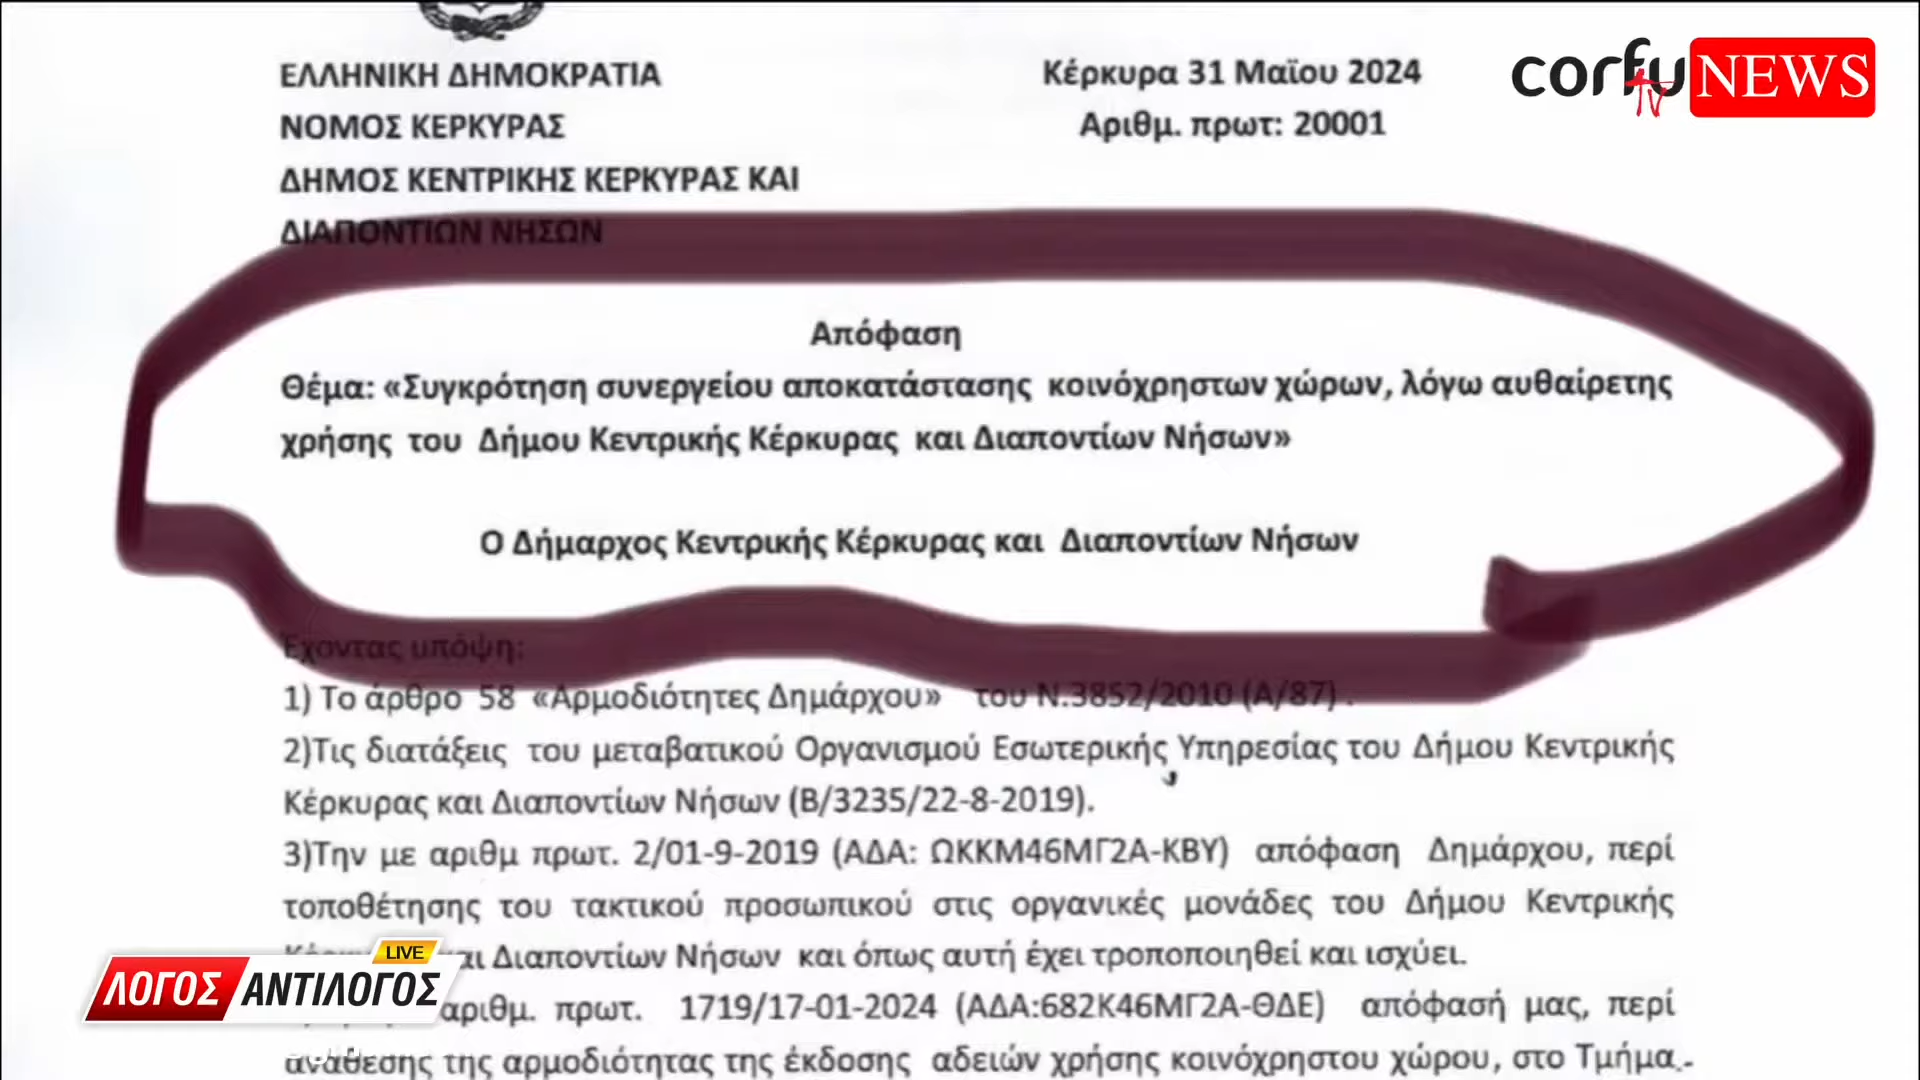 ΕΛΛΗΝΙΚΗ ΔΗΜΟΚΡΑΤΙΑ
ΝΟΜΟΣ ΚΕΡΚΥΡΑΣ
ΔΗΜΟΣ ΚΕΝΤΡΙΚΗΣ ΚΕΡΚΥΡΑΣ ΚΑΙ
ΔΙΑΠΟΝΤΙΩΝ ΝΗΣΩΝ
Κέρκυρα 31 Μαϊου 2024
Αριθμ. πρωτ: 20001
corfu NEWS
TV
Απόφαση
Θέμα: «Συγκρότηση συνεργείου αποκατάστασης κοινόχρηστων χώρων, λόγω αυθαίρετης
χρήσης του Δήμου Κεντρικής Κέρκυρας και Διαποντίων Νήσων»
Ο Δήμαρχος Κεντρικής Κέρκυρας και Διαποντίων Νήσων
Έχοντας υπόψη:
1) Το άρθρο 58 «Αρμοδιότητες Δημάρχου» του Ν.3852/2010 (Α/87) .
2)Τις διατάξεις του μεταβατικού Οργανισμού Εσωτερικής Υπηρεσίας του Δήμου Κεντρικής
Κέρκυρας και Διαποντίων Νήσων (Β/3235/22-8-2019).
3)Την με αριθμ πρωτ. 2/01-9-2019 (ΑΔΑ: ΩΚΚΜ46ΜΓ2Α-ΚΒΥ) απόφαση Δημάρχου, περί
τοποθέτησης του τακτικού προσωπικού στις οργανικές μονάδες του Δήμου Κεντρικής
Διαποντίων Νήσων και όπως αυτή έχει τροποποιηθεί και ισχύει.
αριθμ. πρωτ. 1719/17-01-2024 (ΑΔΑ:682Κ46ΜΓ2Α-ΘΔΕ) απόφασή μας, περί
ανάθεσης της αρμοδιότητας της έκδοσης αδειών χρήσης κοινόχρηστου χώρου, στο Τμήμα
LIVE
ΛΟΓΟΣ ΑΝΤΙΛΟΓΟΣ